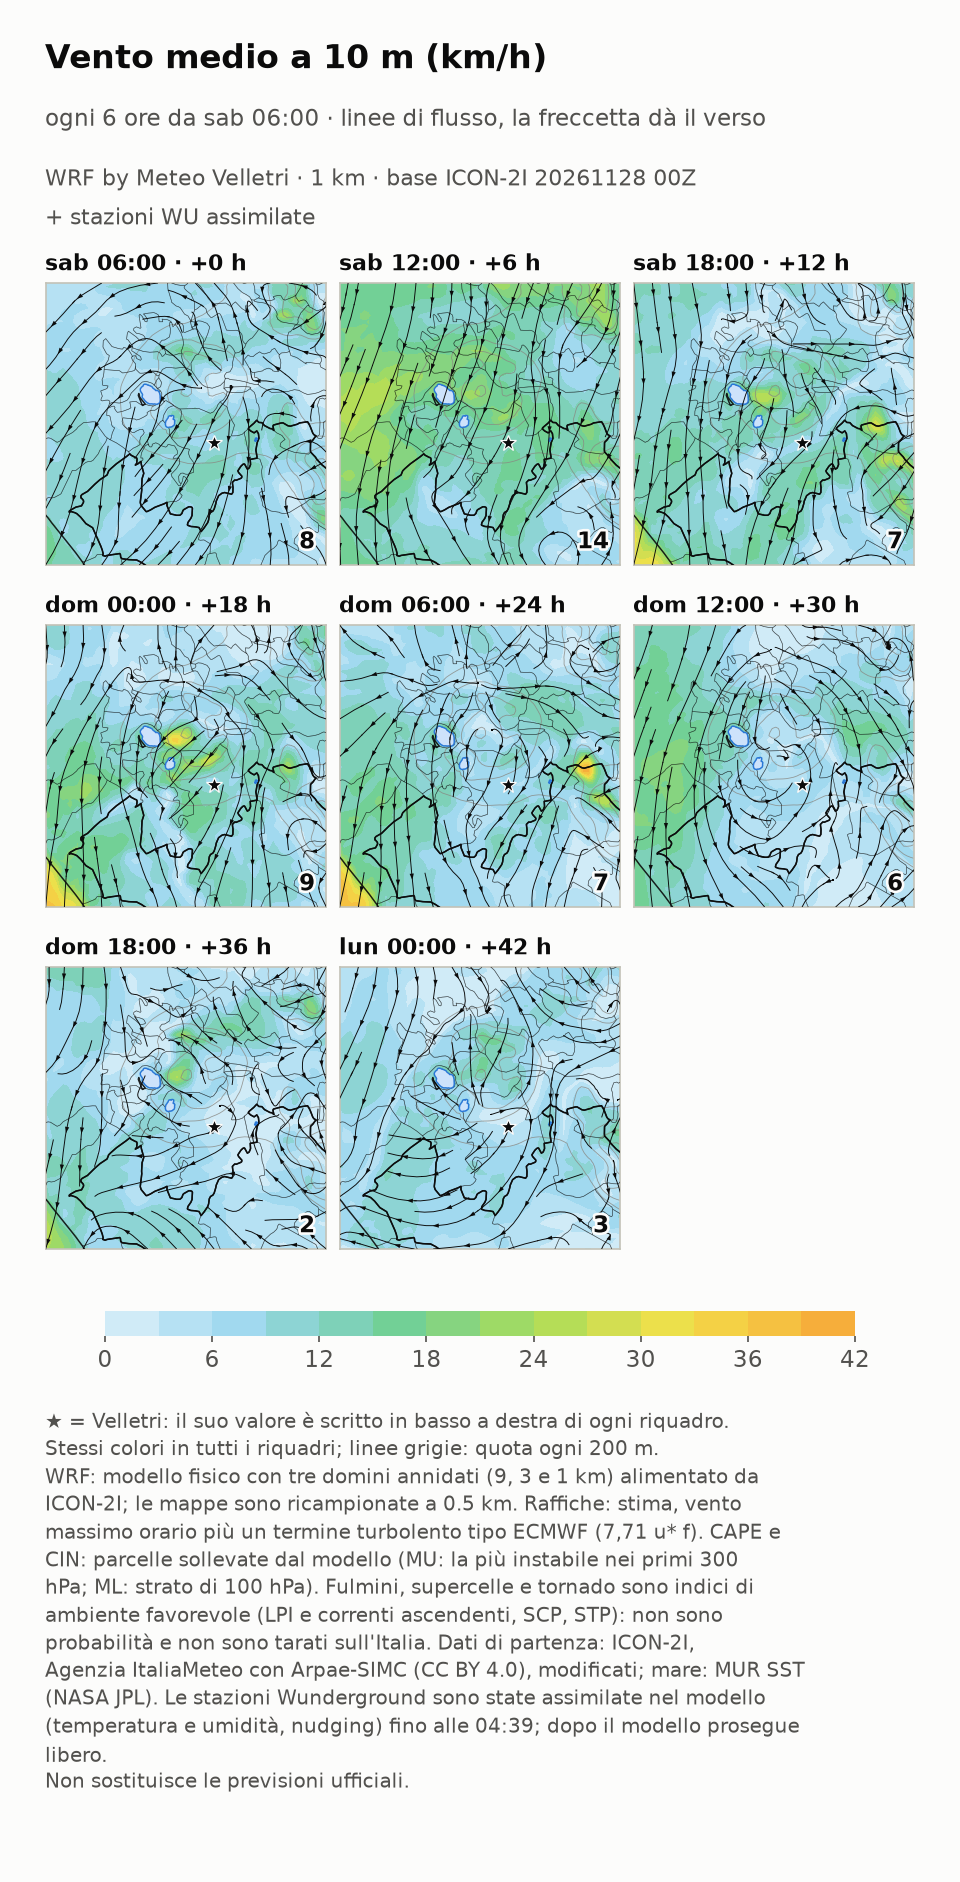 Vento medio a 10 m (km/h)
ogni 6 ore da sab 06:00 · linee di flusso, la freccetta dà il verso
WRF by Meteo Velletri · 1 km · base ICON-2I 20261128 00Z
+ stazioni WU assimilate
sab 06:00 · +0 h
sab 12:00 · +6 h
sab 18:00 · +12 h
8
14
7
dom 00:00 · +18 h
dom 06:00 · +24 h
dom 12:00 · +30 h
9
7
6
dom 18:00 · +36 h
lun 00:00 · +42 h
2
3
0 6 12 18 24 30 36 42
★ = Velletri: il suo valore è scritto in basso a destra di ogni riquadro.
Stessi colori in tutti i riquadri; linee grigie: quota ogni 200 m.
WRF: modello fisico con tre domini annidati (9, 3 e 1 km) alimentato da
ICON-2I; le mappe sono ricampionate a 0.5 km. Raffiche: stima, vento
massimo orario più un termine turbolento tipo ECMWF (7,71 u* f). CAPE e
CIN: parcelle sollevate dal modello (MU: la più instabile nei primi 300
hPa; ML: strato di 100 hPa). Fulmini, supercelle e tornado sono indici di
ambiente favorevole (LPI e correnti ascendenti, SCP, STP): non sono
probabilità e non sono tarati sull'Italia. Dati di partenza: ICON-2I,
Agenzia ItaliaMeteo con Arpae-SIMC (CC BY 4.0), modificati; mare: MUR SST
(NASA JPL). Le stazioni Wunderground sono state assimilate nel modello
(temperatura e umidità, nudging) fino alle 04:39; dopo il modello prosegue
libero.
Non sostituisce le previsioni ufficiali.